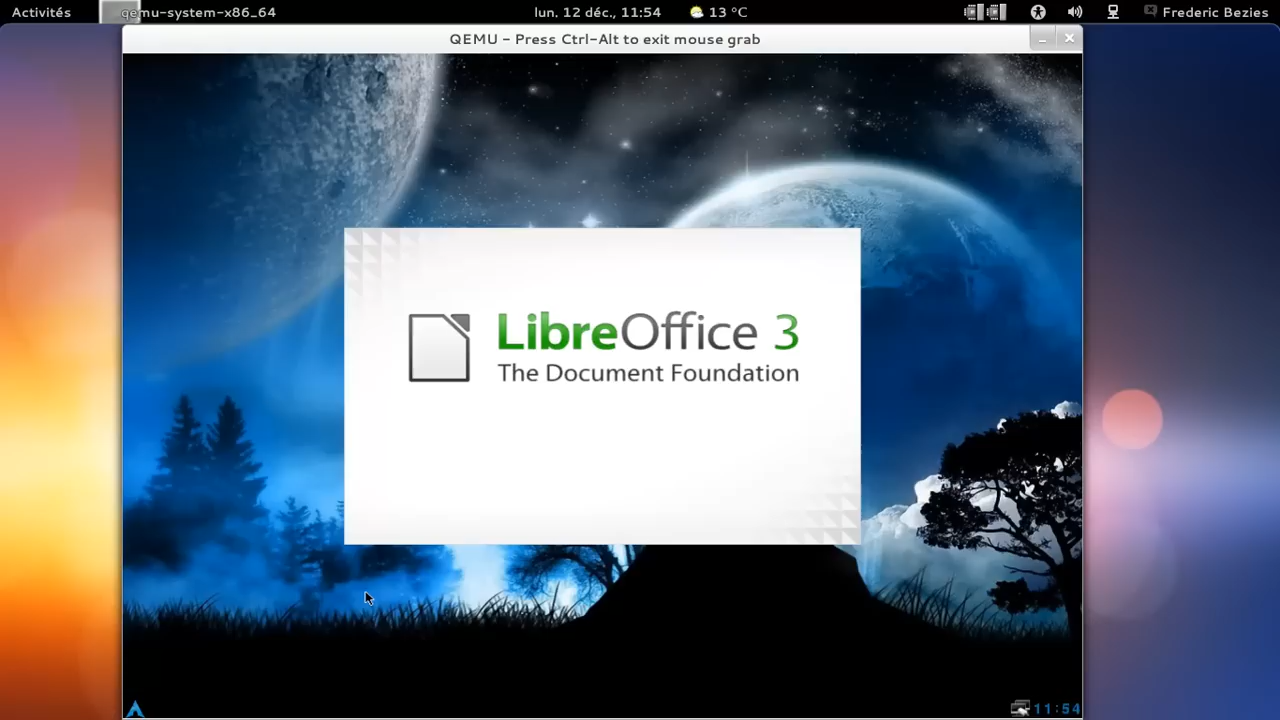 Activités
qemu-system-x86_64
lun. 12 déc., 11:54
13 °C
Frederic Bezies
QEMU - Press Ctrl-Alt to exit mouse grab
LibreOffice 3
The Document Foundation
11:54